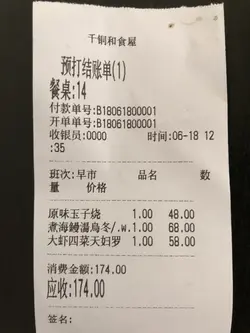 千铜和食屋
预打结账单(1)
餐桌:14
付款单号:B18061800001
开单单号:B18061800001
收银员:0000 时间:06-18 12
:35
班次:早市 品名 数
量 价格
原味玉子烧 1.00 48.00
煮海鳗濷乌冬/.w. 1.00 68.00
大虾四菜天妇罗 1.00 58.00
消费金额:174.00
应收:174.00
签名: